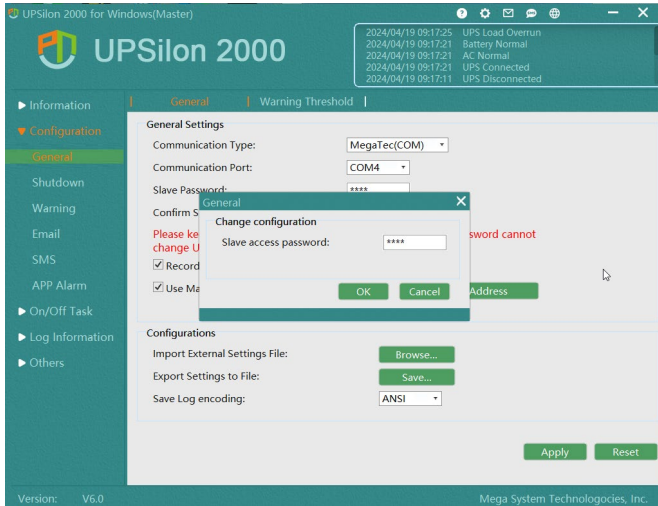 UPSilon 2000 for Windows(Master)
UPSilon 2000
2024/04/19 09:17:25 UPS Load Overrun
2024/04/19 09:17:21 Battery Normal
2024/04/19 09:17:21 AC Normal
2024/04/19 09:17:21 UPS Connected
2024/04/19 09:17:11 UPS Disconnected
Information
Configuration
General
Shutdown
Warning
Email
SMS
APP Alarm
On/Off Task
Log Information
Others
General | Warning Threshold |
General Settings
Communication Type: MegaTec(COM)
Communication Port: COM4
Slave Password: ****
Confirm S
Please ke sword cannot
change U
Record
Use Ma Address
General X
Change configuration
Slave access password: ****
OK Cancel
Configurations
Import External Settings File: Browse...
Export Settings to File: Save...
Save Log encoding: ANSI
Apply Reset
Version: V6.0
Mega System Technologocies, Inc.